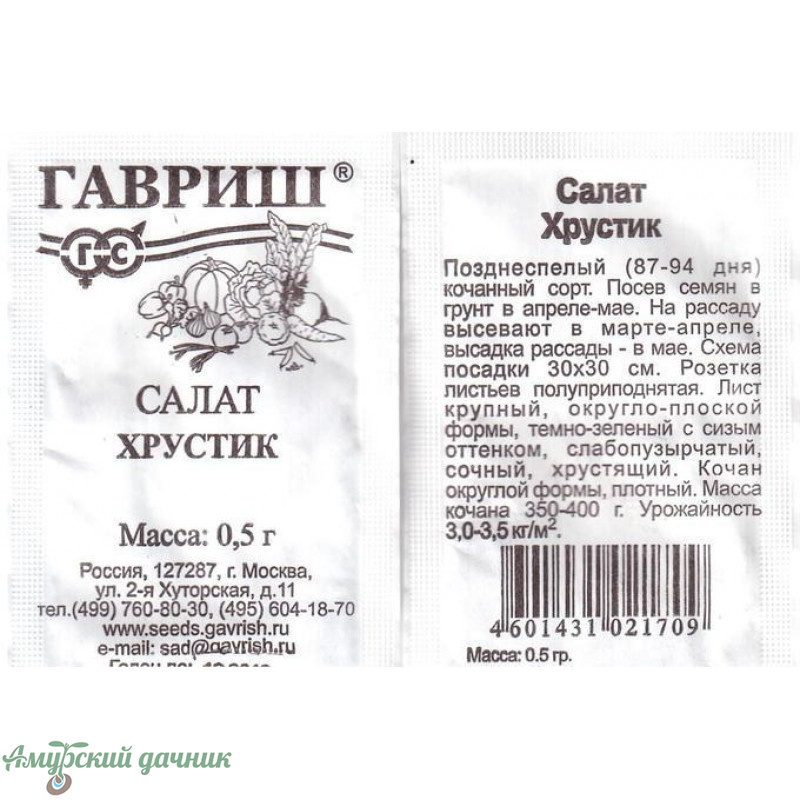 ГАВРИШ®
ГС
САЛАТ
ХРУСТИК
Масса: 0,5 г
Россия, 127287, г. Москва,
ул. 2-я Хуторская, д.11
тел.(499) 760-80-30, (495) 604-18-70
www.seeds.gavrish.ru
e-mail: sad@gavrish.ru
Годен до:
Салат
Хрустик
Позднеспелый (87-94 дня)
кочанный сорт. Посев семян в
грунт в апреле-мае. На рассаду
высевают в марте-апреле,
высадка рассады - в мае. Схема
посадки 30x30 см. Розетка
листьев полуприподнятая. Лист
крупный, округло-плоской
формы, темно-зеленый с сизым
оттенком, слабопузырчатый,
сочный, хрустящий. Кочан
округлой формы, плотный. Масса
кочана 350-400 г. Урожайность
3,0-3,5 кг/м².
4 601431 021709
Масса: 0.5 гр.
Амурский дачник